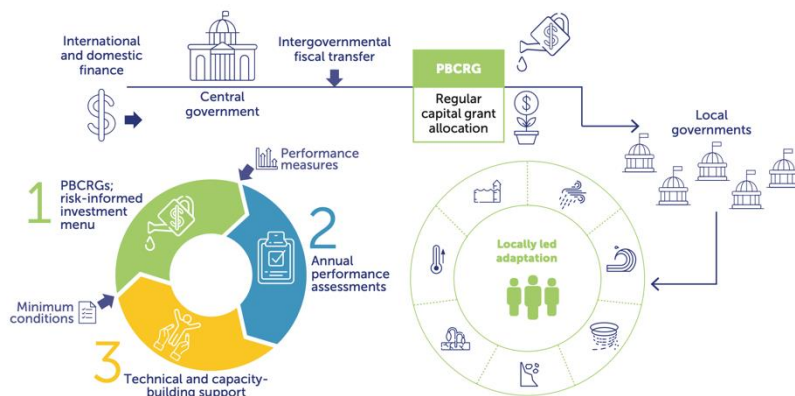 International
and domestic
finance
Central
government
Intergovernmental
fiscal transfer
PBCRG
Regular
capital grant
allocation
Local
governments
Performance
measures
1
PBCRGs;
risk-informed
investment
menu
2
Annual
performance
assessments
Minimum
conditions
3
Technical and capacity-
building support
Locally led
adaptation